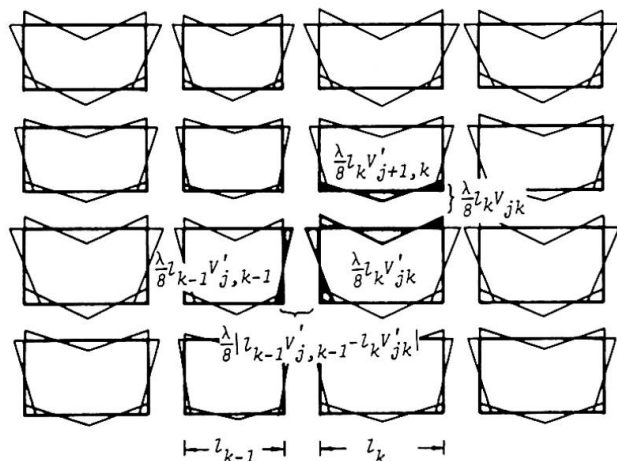 λ/8 l_k V'_{j+1,k}
} λ/8 l_k V_{jk}
λ/8 l_{k-1} V'_{j,k-1}
λ/8 l_k V'_{jk}
λ/8 |l_{k-1} V'_{j,k-1} - l_k V'_{jk}|
l_{k-1}
l_k